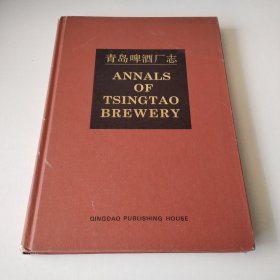 青岛啤酒厂志
ANNALS
OF
TSINGTAO
BREWERY
QINGDAO PUBLISHING HOUSE